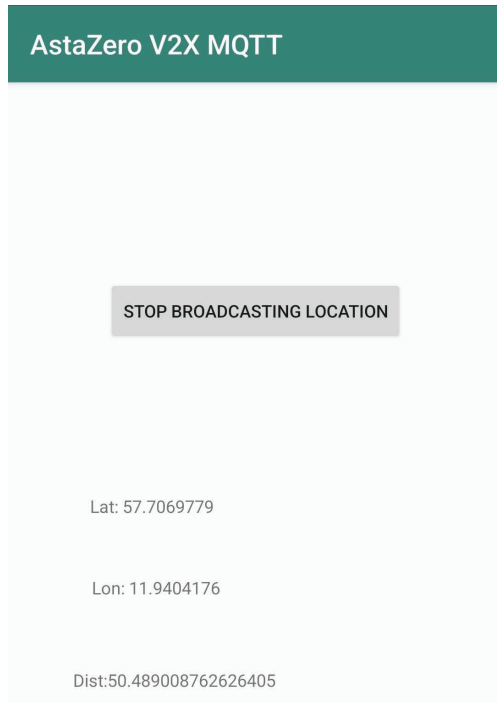 AstaZero V2X MQTT
STOP BROADCASTING LOCATION
Lat: 57.7069779
Lon: 11.9404176
Dist:50.489008762626405